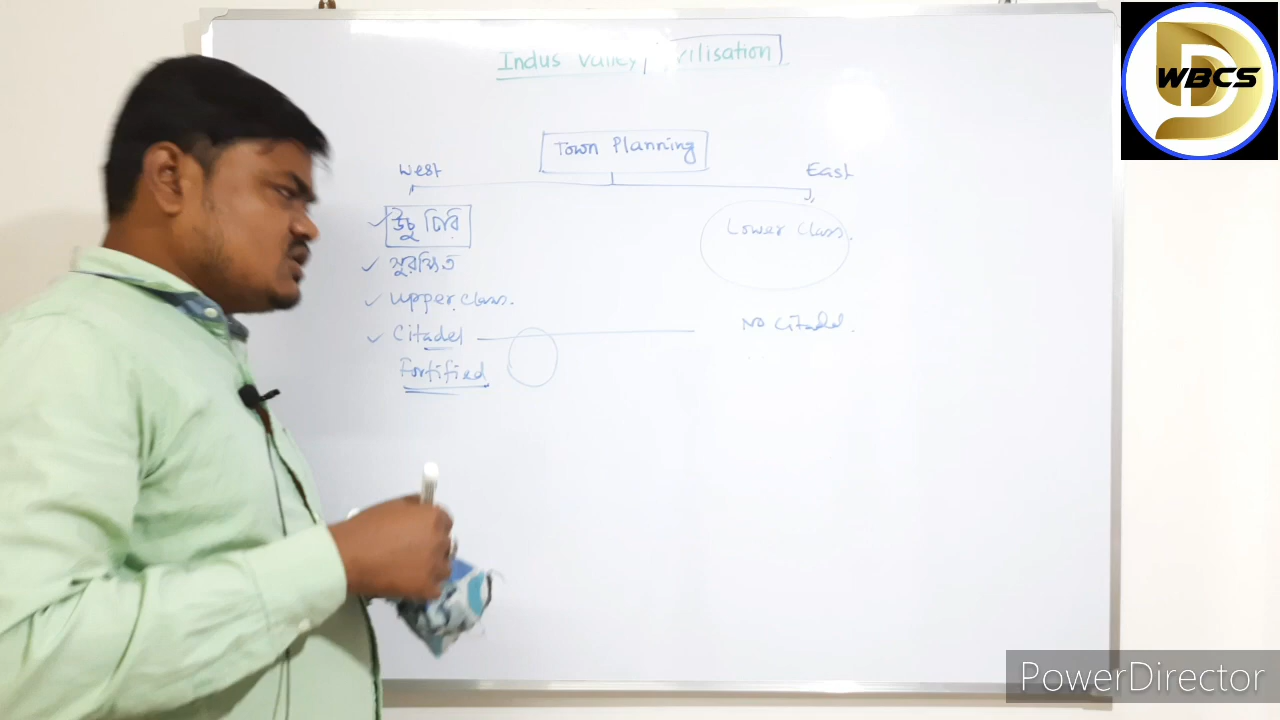 Indus Valley Civilisation
Town Planning
West
East
উঁচু ঢিবি
সুরক্ষিত
Upper Class.
Citadel
Fortified
Lower Class.
No Citadel.
WBCS
PowerDirector